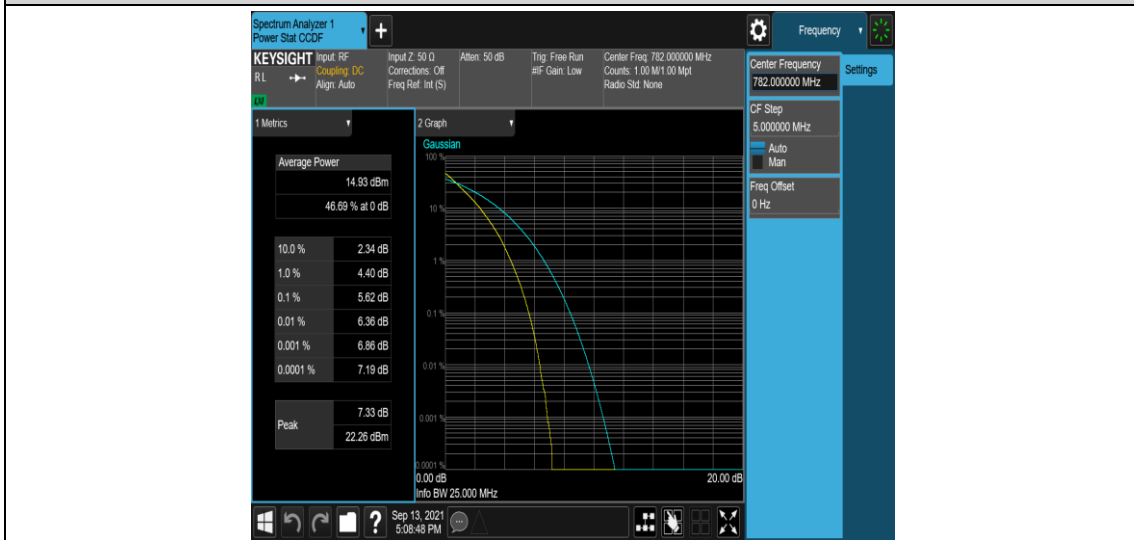 Spectrum Analyzer 1
Power Stat CCDF
+
Frequency
KEYSIGHT
RL
LXI
Input: RF
Coupling: DC
Align: Auto
Input Z: 50 Ω
Corrections: Off
Freq Ref: Int (S)
Atten: 50 dB
Trig: Free Run
#IF Gain: Low
Center Freq: 782.000000 MHz
Counts: 1.00 M/1.00 Mpt
Radio Std: None
Center Frequency
782.000000 MHz
Settings
CF Step
5.000000 MHz
Auto
Man
Freq Offset
0 Hz
1 Metrics
Average Power
14.93 dBm
46.69 % at 0 dB
10.0 % 2.34 dB
1.0 % 4.40 dB
0.1 % 5.62 dB
0.01 % 6.36 dB
0.001 % 6.86 dB
0.0001 % 7.19 dB
Peak
7.33 dB
22.26 dBm
2 Graph
Gaussian
100 %
10 %
1 %
0.1 %
0.01 %
0.001 %
0.0001 %
0.00 dB
20.00 dB
Info BW 25.000 MHz
?
Sep 13, 2021
5:08:48 PM